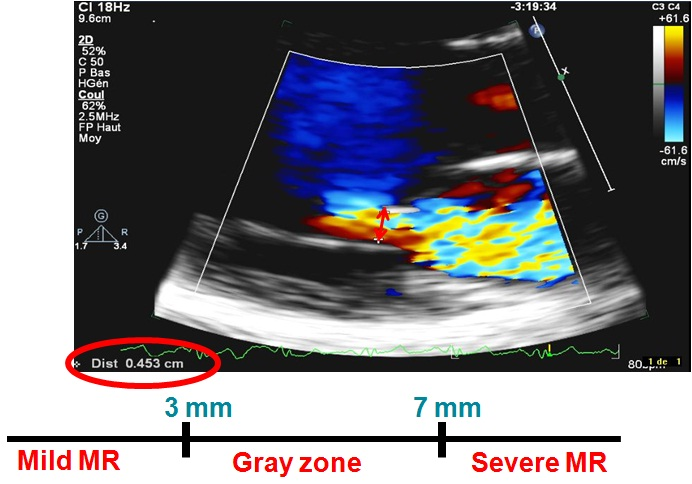 CI 18Hz
9.6cm
2D
52%
C 50
P Bas
HGén
Coul
62%
2.5MHz
FP Haut
Moy
-3:19:34
C3 C4
+61.6
-61.6
cm/s
P
x
G
P R
1.7 3.4
Dist 0.453 cm
1 de 1
3 mm 7 mm
Mild MR Gray zone Severe MR